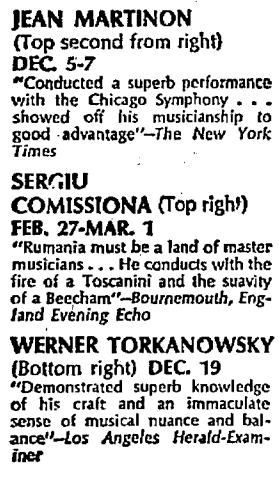 JEAN MARTINON
(Top second from right)
DEC. 5-7
"Conducted a superb performance
with the Chicago Symphony . . .
showed off his musicianship to
good advantage"—The New York
Times
SERGIU
COMISSIONA (Top right)
FEB. 27-MAR. 1
"Rumania must be a land of master
musicians . . . He conducts with the
fire of a Toscanini and the suavity
of a Beecham"—Bournemouth, Eng-
land Evening Echo
WERNER TORKANOWSKY
(Bottom right) DEC. 19
"Demonstrated superb knowledge
of his craft and an immaculate
sense of musical nuance and bal-
ance"—Los Angeles Herald-Exam-
iner